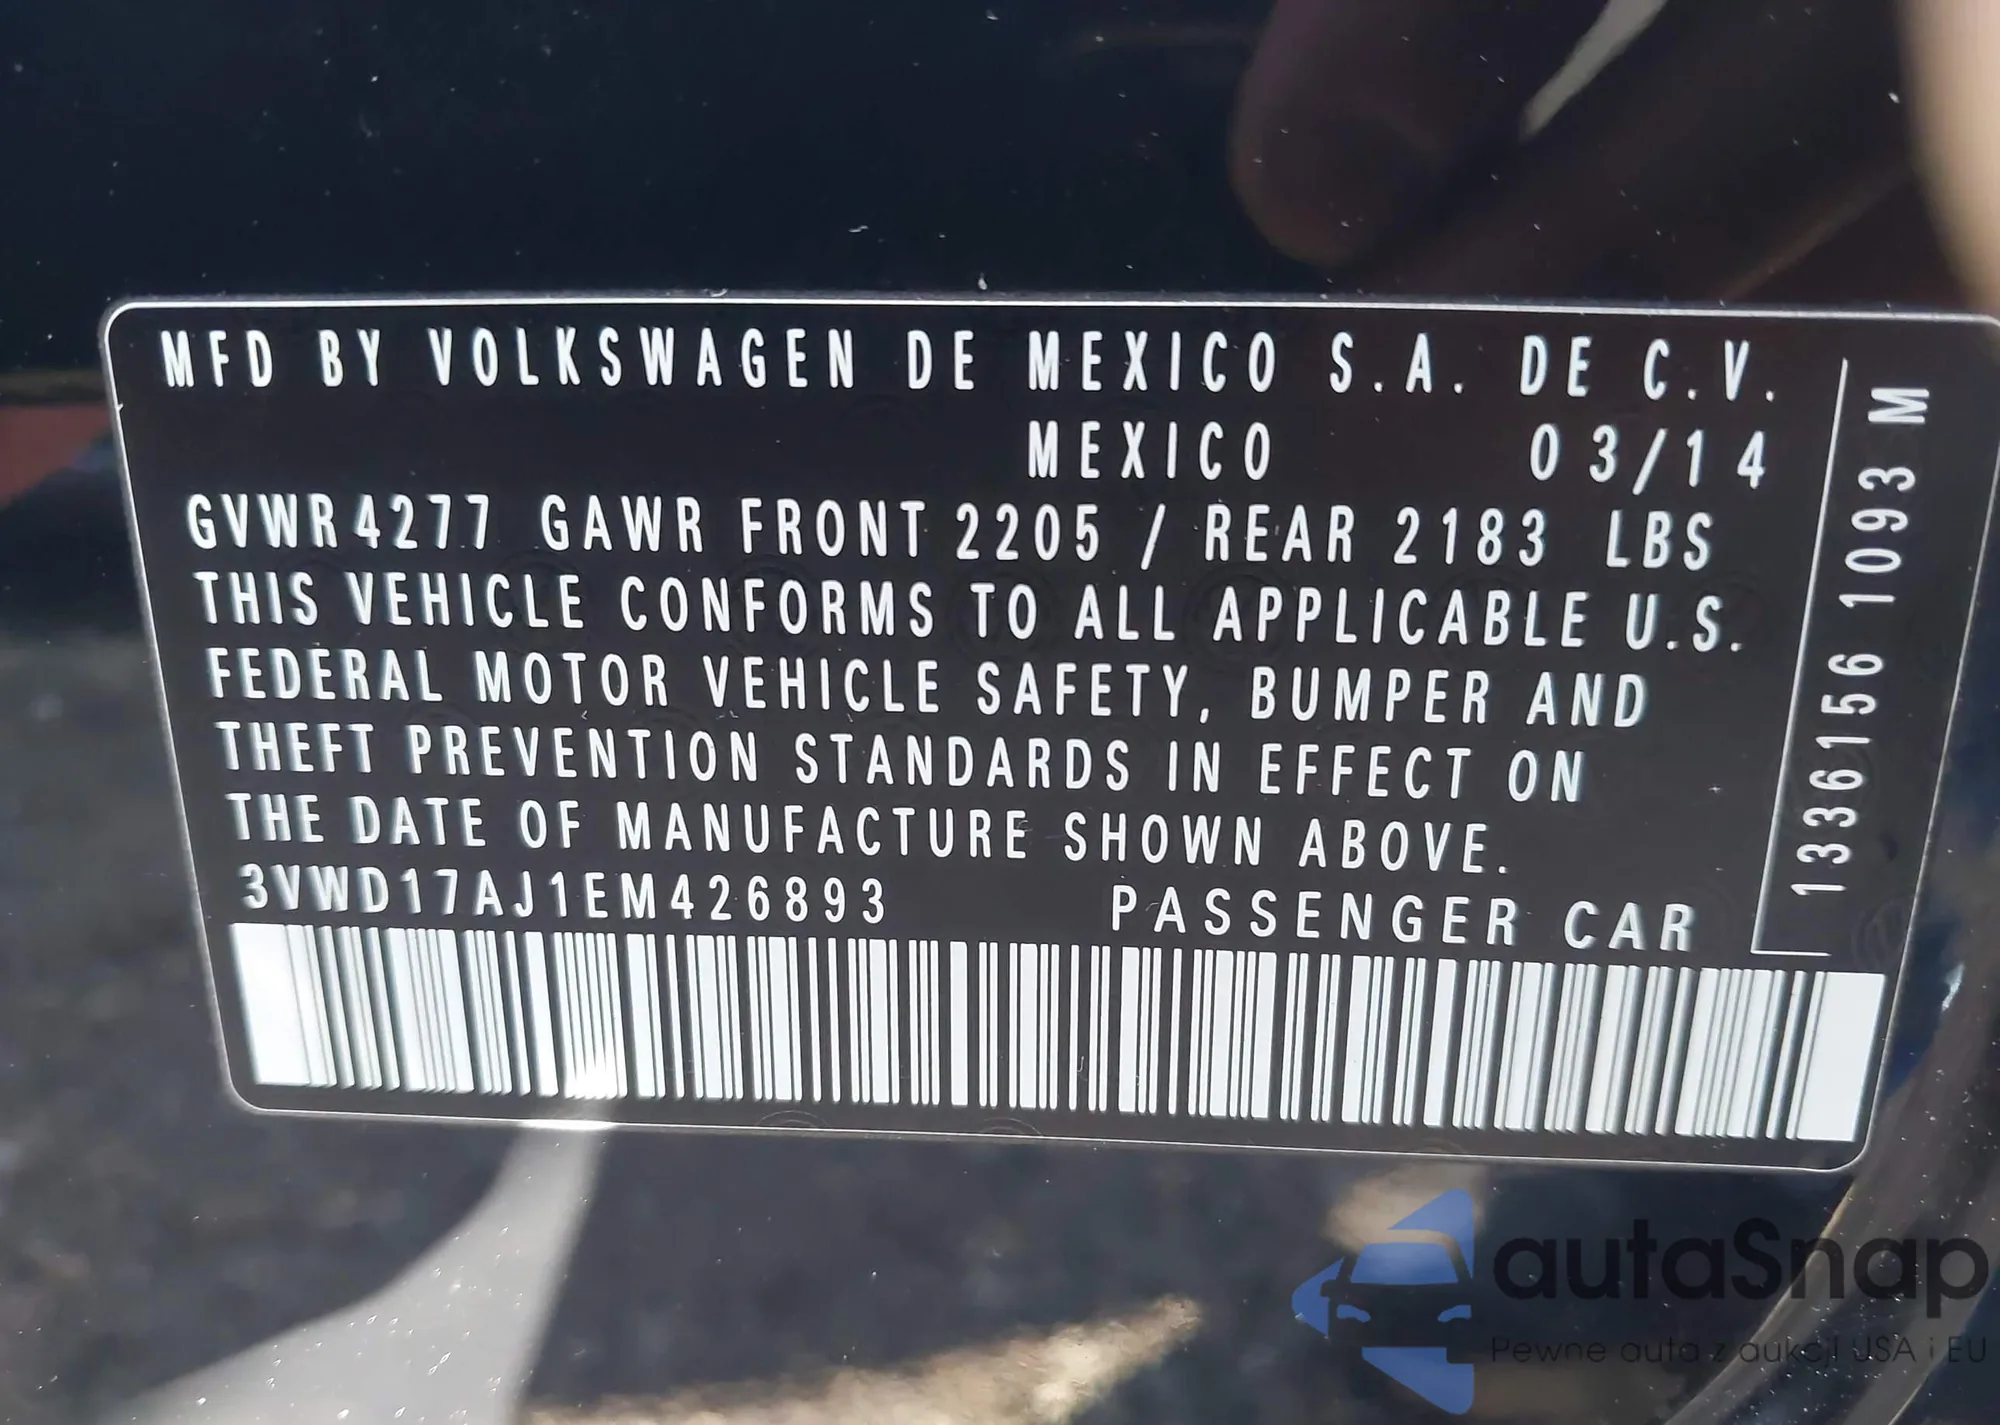 MFD BY VOLKSWAGEN DE MEXICO S.A. DE C.V.
MEXICO 03/14
GVWR 4277 GAWR FRONT 2205 / REAR 2183 LBS
THIS VEHICLE CONFORMS TO ALL APPLICABLE U.S.
FEDERAL MOTOR VEHICLE SAFETY, BUMPER AND
THEFT PREVENTION STANDARDS IN EFFECT ON
THE DATE OF MANUFACTURE SHOWN ABOVE.
3VWD17AJ1EM426893 PASSENGER CAR
1336156 1093 M
autaSnap
Pewne auta z aukcji USA i EU